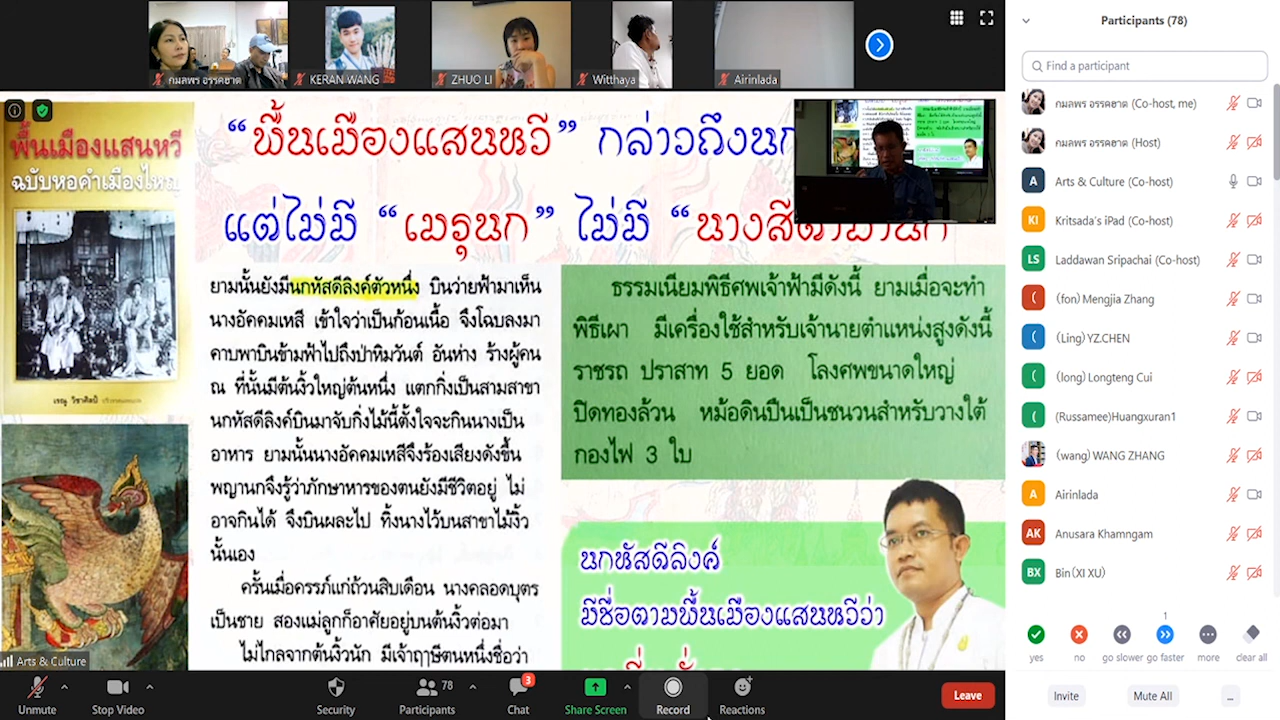 กมลพร อรรคฮาด
KERAN WANG
ZHUO LI
Witthaya
Airinlada
พื้นเมืองแสนหวี
ฉบับหอคำเมืองใหญ่
เรณู วิชาศิลป์
Arts & Culture
“พื้นเมืองแสนหวี” กล่าวถึงนก
แต่ไม่มี “เมรุนก” ไม่มี “นางสีดา
ยามนั้นยังมีนกหัสดีลิงค์ตัวหนึ่ง บินว่ายฟ้ามาเห็น
นางอัคคมเหสี เข้าใจว่าเป็นก้อนเนื้อ จึงโฉบลงมา
คาบพาบินข้ามฟ้าไปถึงป่าหิมวันต์ อันห่าง ร้างผู้คน
ณ ที่นั้นมีต้นงิ้วใหญ่ต้นหนึ่ง แตกกิ่งเป็นสามสาขา
นกหัสดีลิงค์บินมาจับกิ่งไม้นี้ตั้งใจจะกินนางเป็น
อาหาร ยามนั้นนางอัคคมเหสีจึงร้องเสียงดังขึ้น
พญานกจึงรู้ว่าภักษาหารของตนยังมีชีวิตอยู่ ไม่
อาจกินได้ จึงบินผละไป ทิ้งนางไว้บนสาขาไม้งิ้ว
นั้นเอง
ครั้นเมื่อครรภ์แก่ถ้วนสิบเดือน นางคลอดบุตร
เป็นชาย สองแม่ลูกก็อาศัยอยู่บนต้นงิ้วต่อมา
ไม่ไกลจากต้นงิ้วนัก มีเจ้าฤๅษีตนหนึ่งชื่อว่า
ธรรมเนียมพิธีศพเจ้าฟ้ามีดังนี้ ยามเมื่อจะทำ
พิธีเผา มีเครื่องใช้สำหรับเจ้านายตำแหน่งสูงดังนี้
ราชรถ ปราสาท 5 ยอด โลงศพขนาดใหญ่
ปิดทองล้วน หม้อดินปืนเป็นชนวนสำหรับวางใต้
กองไฟ 3 ใบ
นกหัสดีลิงค์
มีชื่อตามพื้นเมืองแสนหวีว่า
Participants (78)
Find a participant
กมลพร อรรคฮาด (Co-host, me)
กมลพร อรรคฮาด (Host)
A Arts & Culture (Co-host)
KI Kritsada's iPad (Co-host)
LS Laddawan Sripachai (Co-host)
( (fon) Mengjia Zhang
( (Ling) YZ.CHEN
( (long) Longteng Cui
( (Russamee)Huangxuran1
(wang) WANG ZHANG
A Airinlada
AK Anusara Khamngam
BX Bin(XI XU)
1
yes no go slower go faster more clear all
Invite Mute All ...
Unmute Stop Video Security Participants 78 Chat 3 Share Screen Record Reactions Leave